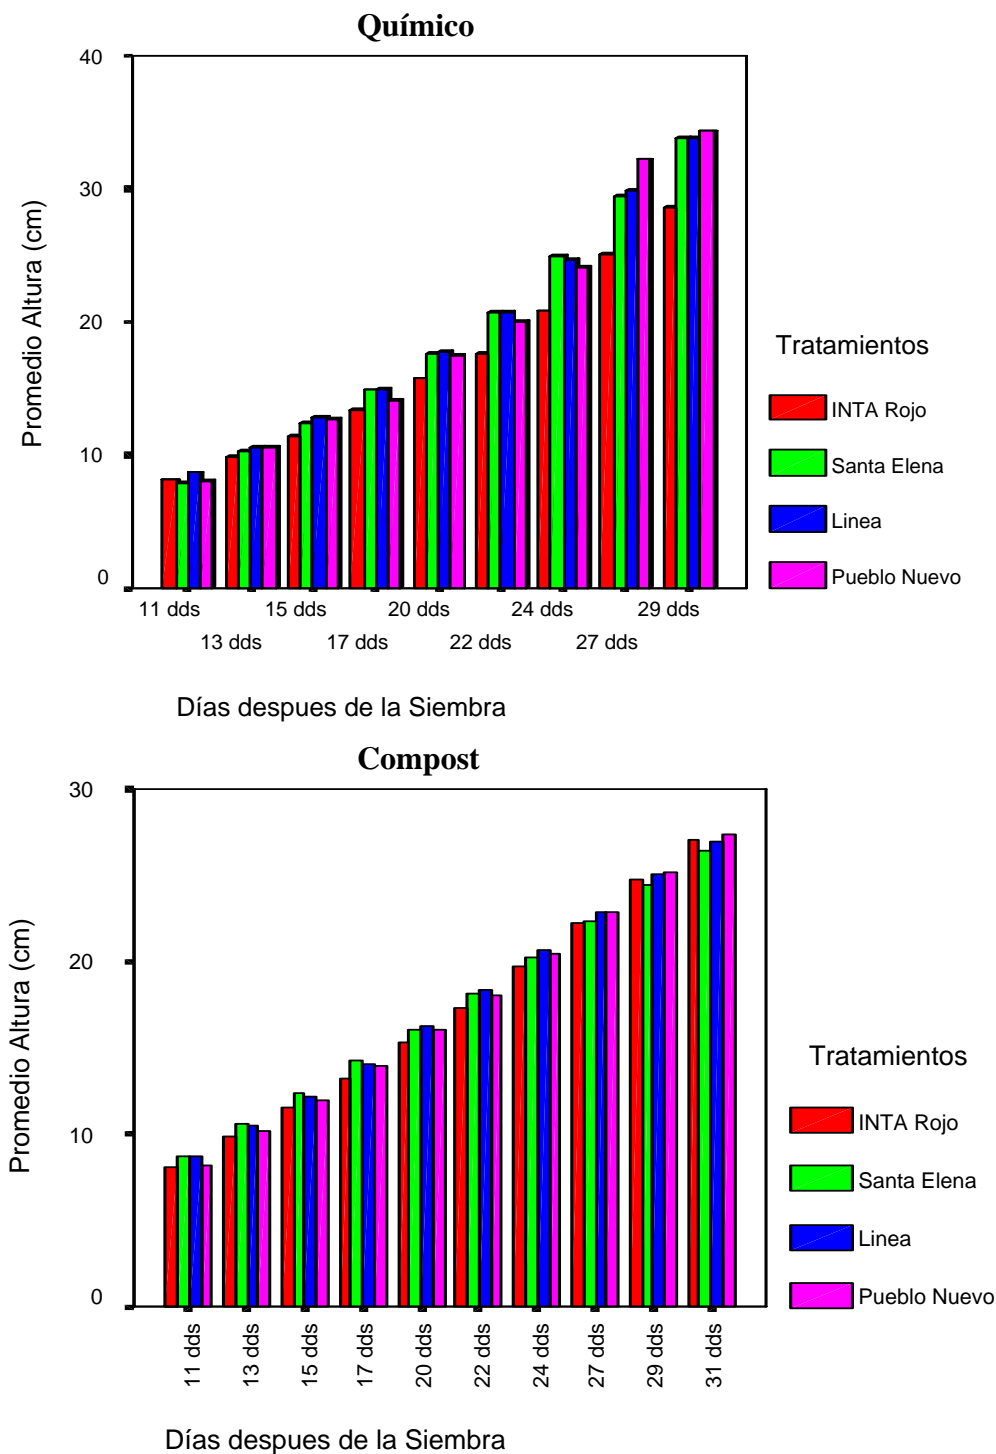 Químico
40
30
20
10
0
Promedio Altura (cm)
11 dds 15 dds 20 dds 24 dds 29 dds
13 dds 17 dds 22 dds 27 dds
Días despues de la Siembra
Tratamientos
INTA Rojo
Santa Elena
Linea
Pueblo Nuevo
Compost
30
20
10
0
Promedio Altura (cm)
11 dds
13 dds
15 dds
17 dds
20 dds
22 dds
24 dds
27 dds
29 dds
31 dds
Días despues de la Siembra
Tratamientos
INTA Rojo
Santa Elena
Linea
Pueblo Nuevo